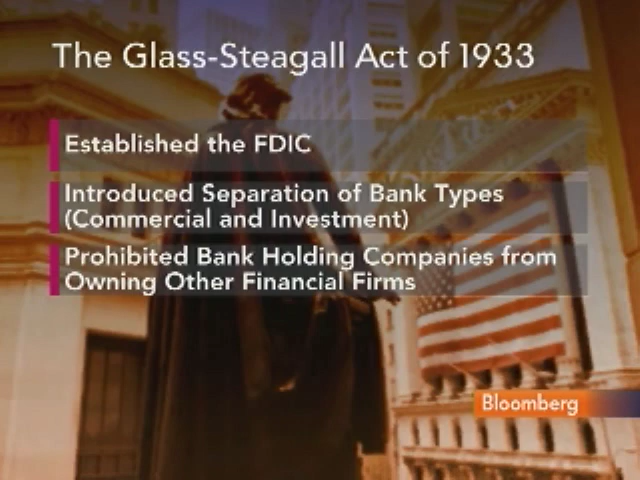 The Glass-Steagall Act of 1933
Established the FDIC
Introduced Separation of Bank Types
(Commercial and Investment)
Prohibited Bank Holding Companies from
Owning Other Financial Firms
Bloomberg